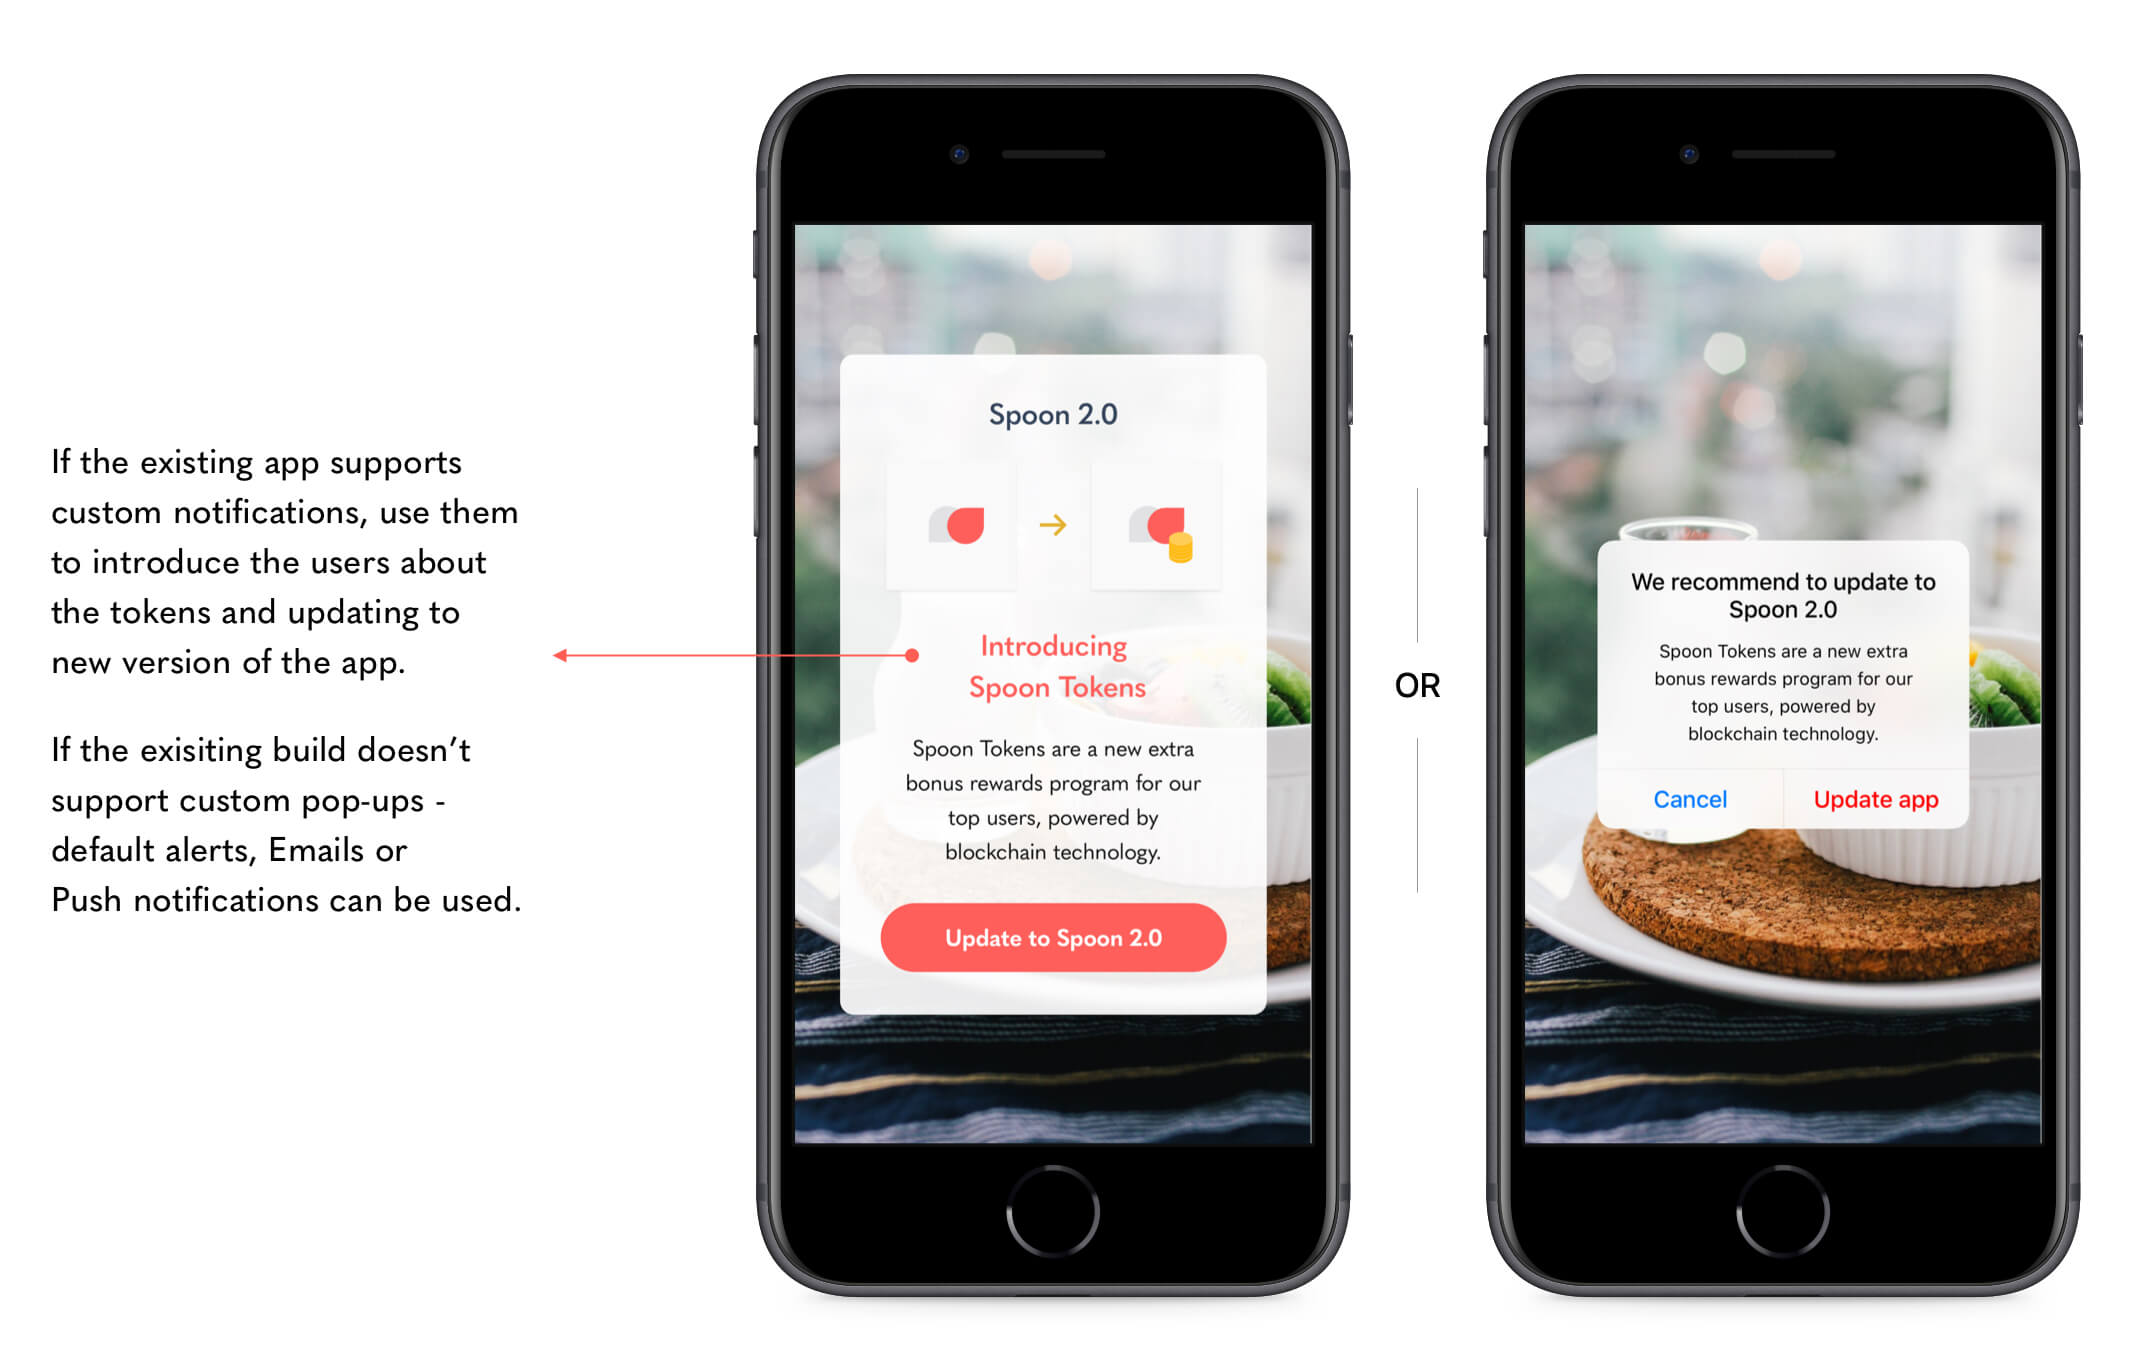 If the existing app supports
custom notifications, use them
to introduce the users about
the tokens and updating to
new version of the app.
If the exisiting build doesn’t
support custom pop-ups -
default alerts, Emails or
Push notifications can be used.
Spoon 2.0
Introducing
Spoon Tokens
Spoon Tokens are a new extra
bonus rewards program for our
top users, powered by
blockchain technology.
Update to Spoon 2.0
OR
We recommend to update to
Spoon 2.0
Spoon Tokens are a new extra
bonus rewards program for our
top users, powered by
blockchain technology.
Cancel
Update app